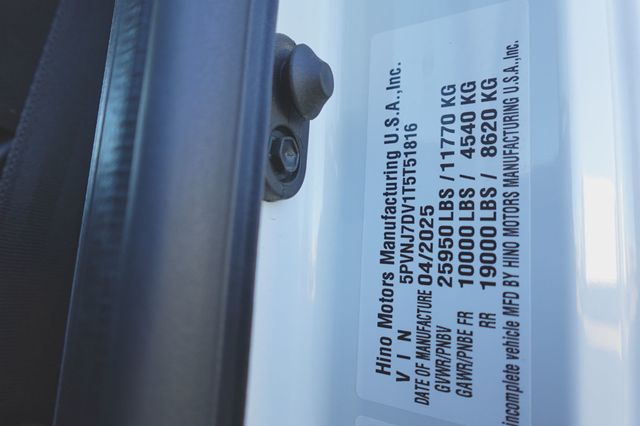 Hino Motors Manufacturing U.S.A.,Inc.
VIN 5PVNJ7DV1T5T51816
DATE OF MANUFACTURE 04/2025
GVWR/PNBV 25950 LBS / 11770 KG
GAWR/PNBE FR 10000 LBS / 4540 KG
RR 19000 LBS / 8620 KG
incomplete vehicle MFD BY HINO MOTORS MANUFACTURING U.S.A.,Inc.